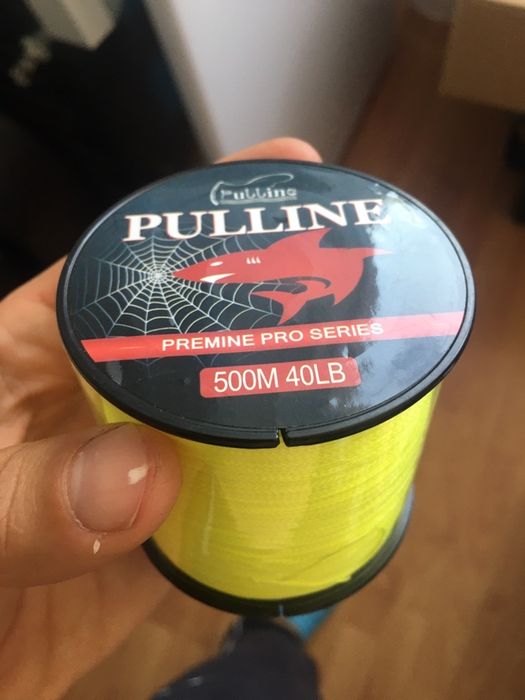 Pulline
PULLINE
PREMINE PRO SERIES
500M 40LB